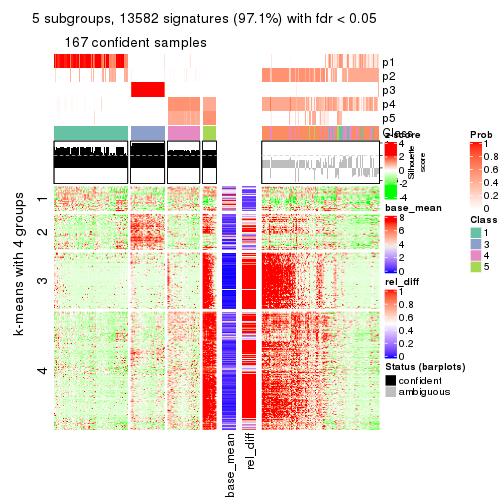 5 subgroups, 13582 signatures (97.1%) with fdr < 0.05
167 confident samples
p1
p2
p3
p4
p5
Class
z-score
4
2
0
-2
-4
Silhouette score
base_mean
8
6
4
2
0
rel_diff
1
0.8
0.6
0.4
0.2
0
Status (barplots)
confident
ambiguous
Prob
1
0.8
0.6
0.4
0.2
0
Class
1
3
4
5
k-means with 4 groups
1
2
3
4
base_mean
rel_diff